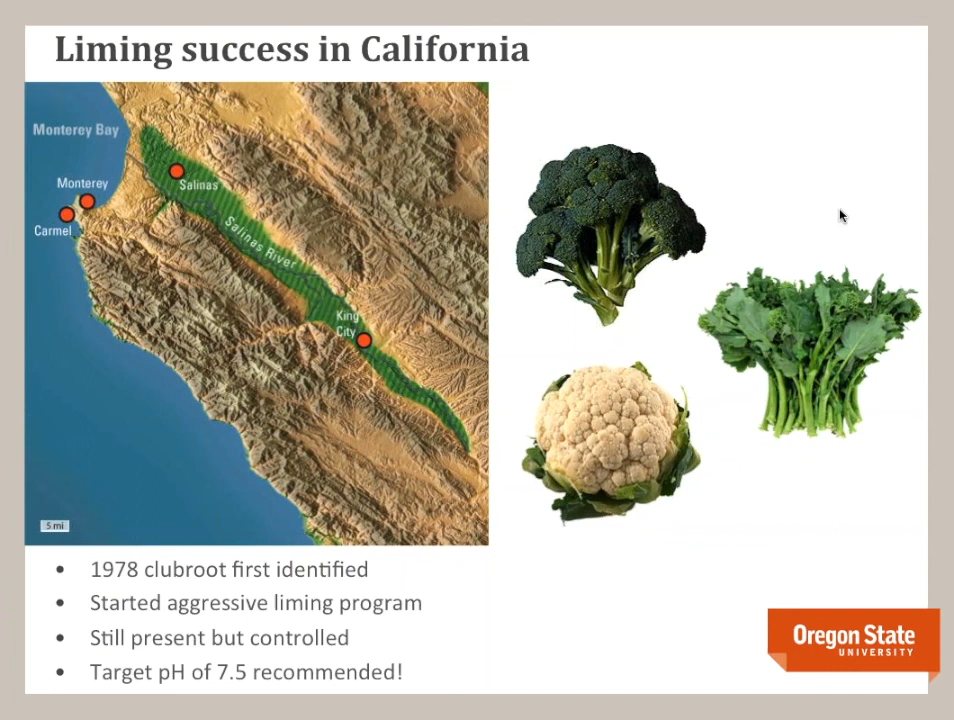 Liming success in California
Monterey Bay
Monterey
Carmel
Salinas
Salinas River
King
City
5 mi
• 1978 clubroot first identified
• Started aggressive liming program
• Still present but controlled
• Target pH of 7.5 recommended!
Oregon State
UNIVERSITY